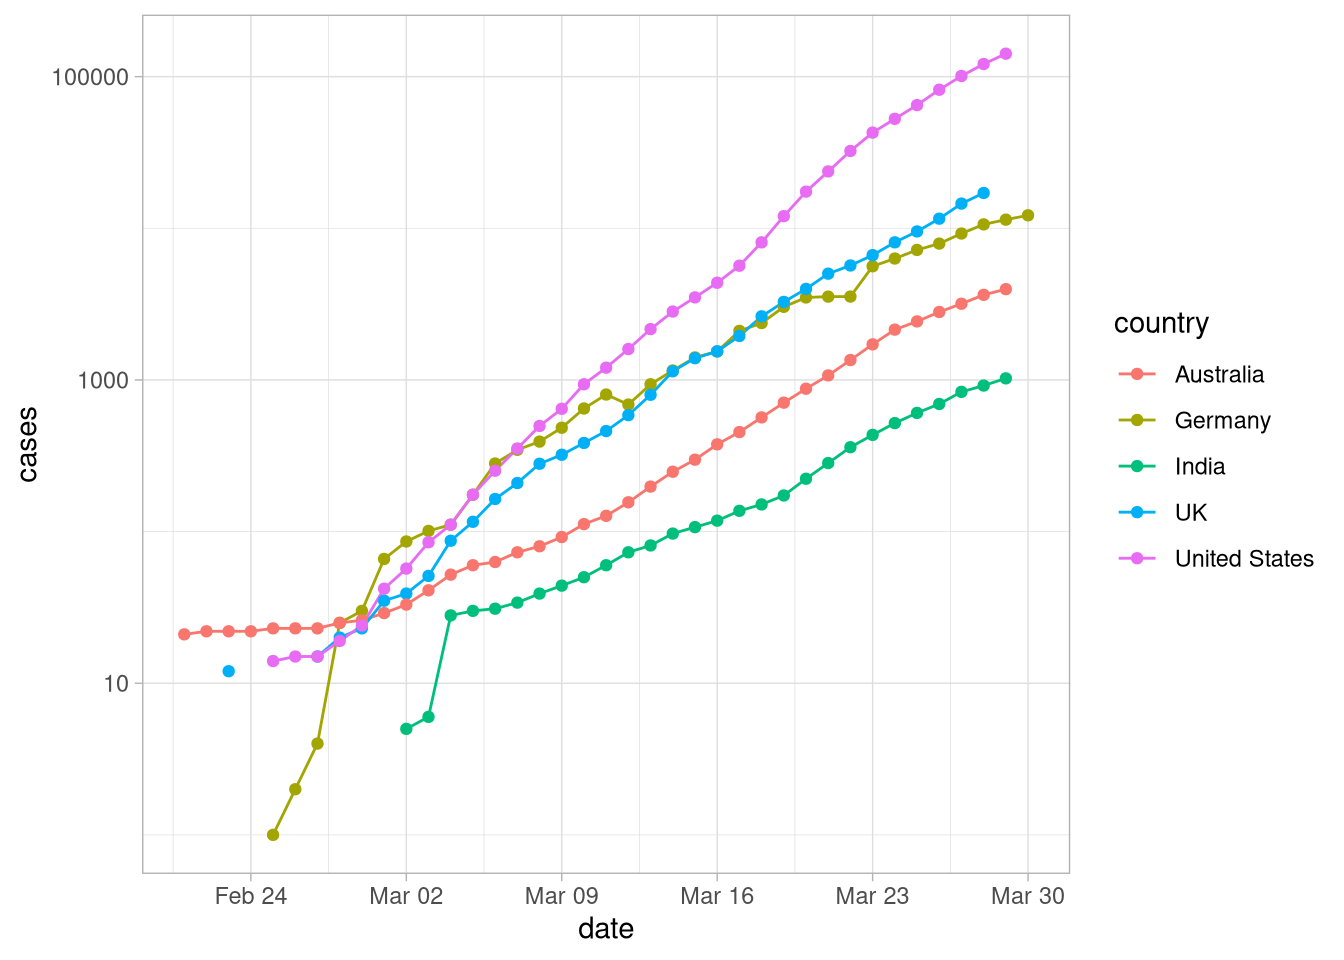 100000
1000
10
cases
Feb 24
Mar 02
Mar 09
Mar 16
Mar 23
Mar 30
date
country
Australia
Germany
India
UK
United States